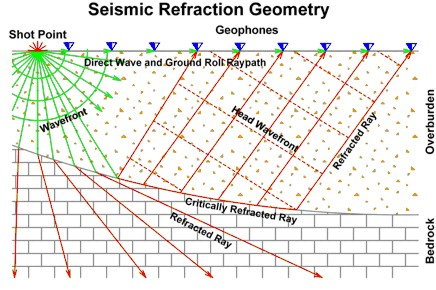 Seismic Refraction Geometry
Shot Point
Geophones
Direct Wave and Ground Roll Raypath
Wavefront
Head Wavefront
Refracted Ray
Overburden
Critically Refracted Ray
Refracted Ray
Bedrock